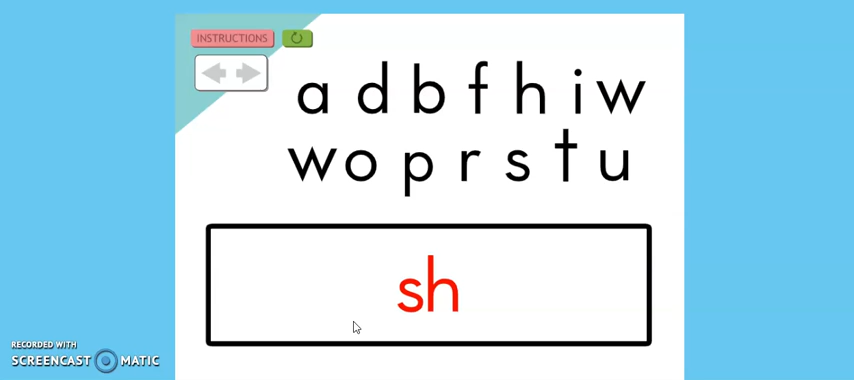 INSTRUCTIONS
a d b f h i w
w o p r s t u
sh
RECORDED WITH
SCREENCAST MATIC